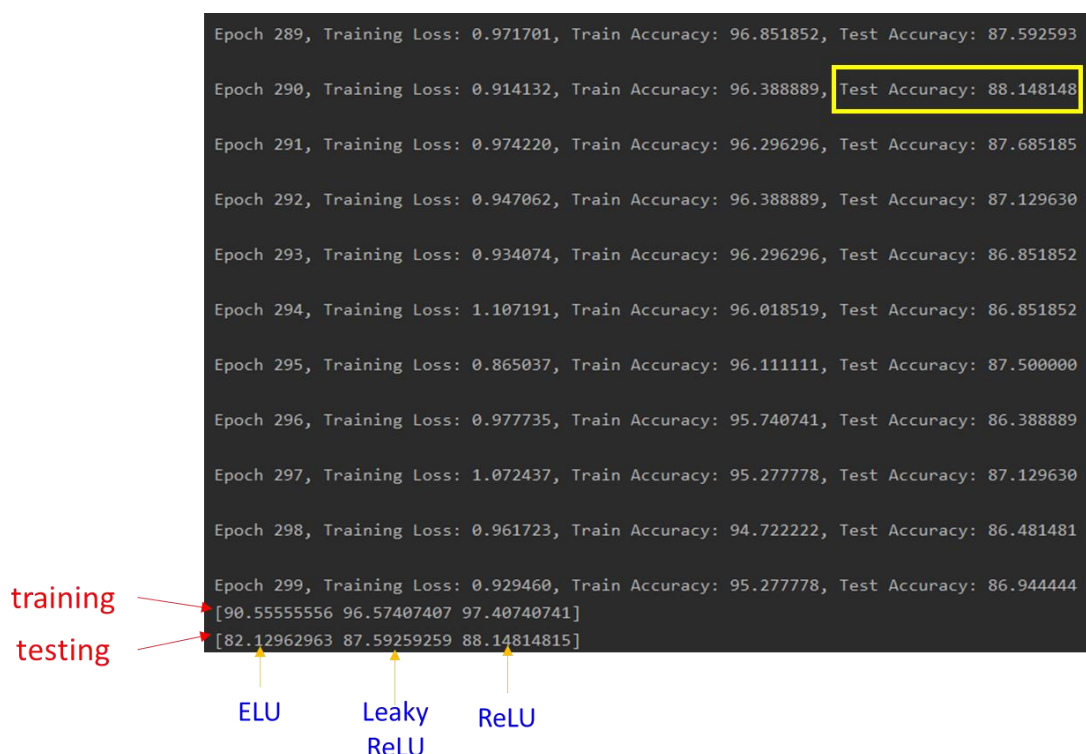 Epoch 289, Training Loss: 0.971701, Train Accuracy: 96.851852, Test Accuracy: 87.592593
Epoch 290, Training Loss: 0.914132, Train Accuracy: 96.388889, Test Accuracy: 88.148148
Epoch 291, Training Loss: 0.974220, Train Accuracy: 96.296296, Test Accuracy: 87.685185
Epoch 292, Training Loss: 0.947062, Train Accuracy: 96.388889, Test Accuracy: 87.129630
Epoch 293, Training Loss: 0.934074, Train Accuracy: 96.296296, Test Accuracy: 86.851852
Epoch 294, Training Loss: 1.107191, Train Accuracy: 96.018519, Test Accuracy: 86.851852
Epoch 295, Training Loss: 0.865037, Train Accuracy: 96.111111, Test Accuracy: 87.500000
Epoch 296, Training Loss: 0.977735, Train Accuracy: 95.740741, Test Accuracy: 86.388889
Epoch 297, Training Loss: 1.072437, Train Accuracy: 95.277778, Test Accuracy: 87.129630
Epoch 298, Training Loss: 0.961723, Train Accuracy: 94.722222, Test Accuracy: 86.481481
Epoch 299, Training Loss: 0.929460, Train Accuracy: 95.277778, Test Accuracy: 86.944444
training
[90.55555556 96.57407407 97.40740741]
testing
[82.12962963 87.59259259 88.14814815]
ELU
Leaky
ReLU
ReLU